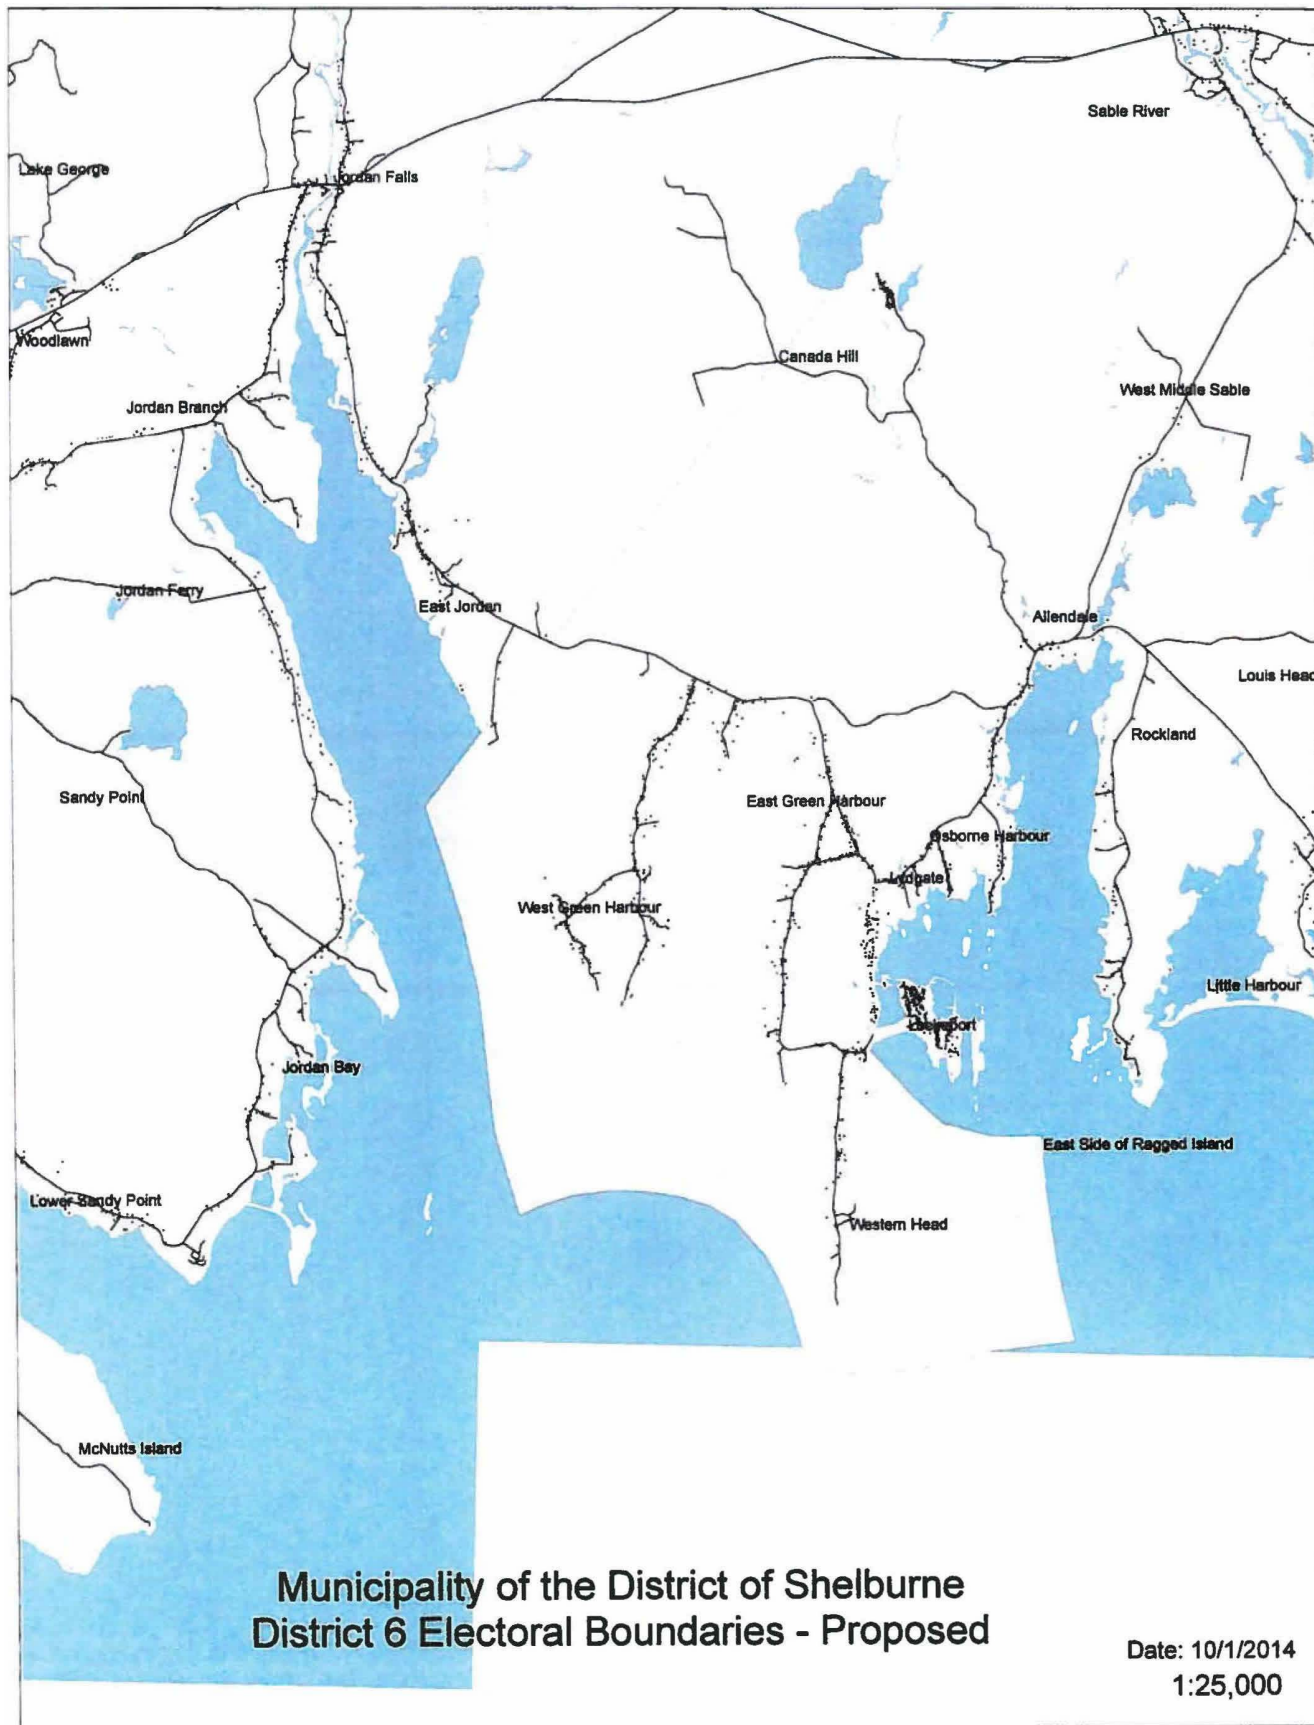 Sable River
Lake George
Jordan Falls
Woodlawn
Canada Hill
West Middle Sable
Jordan Branch
Jordan Ferry
East Jordan
Allendale
Louis Head
Rockland
Sandy Point
East Green Harbour
Osborne Harbour
Lydgate
West Green Harbour
Little Harbour
Lockeport
Jordan Bay
East Side of Ragged Island
Lower Sandy Point
Western Head
McNutts Island
Municipality of the District of Shelburne
District 6 Electoral Boundaries - Proposed
Date: 10/1/2014
1:25,000